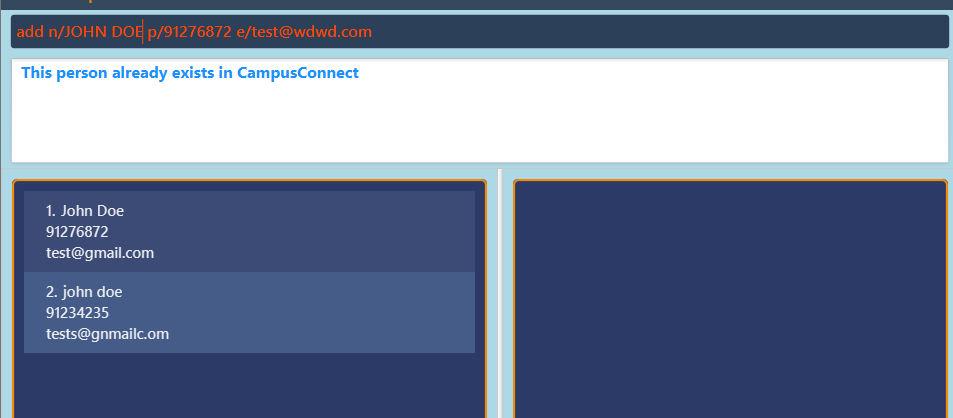 add n/JOHN DOE p/91276872 e/test@wdwd.com
This person already exists in CampusConnect
1. John Doe
91276872
test@gmail.com
2. john doe
91234235
tests@gnmailc.om